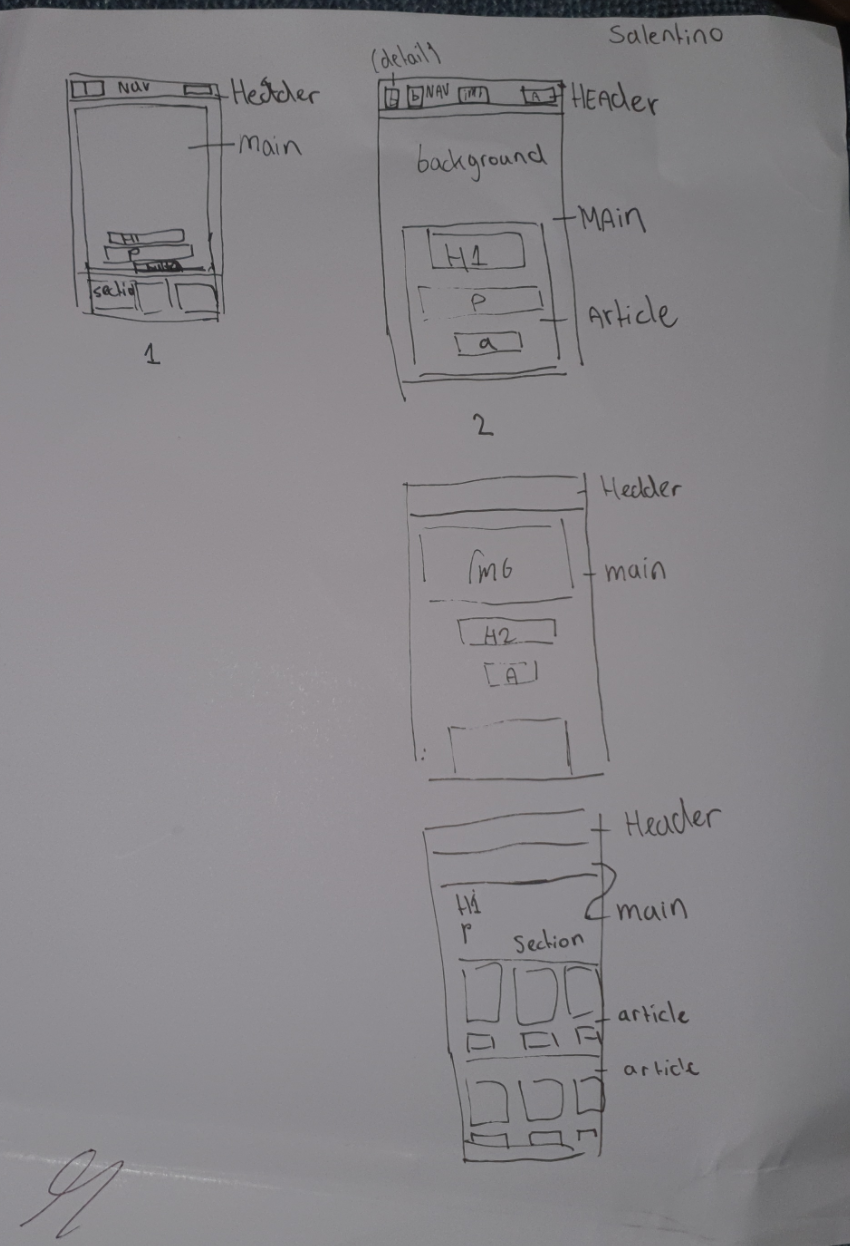 Salentino
(detail)
Nav
Header
Main
H1
P
section
1
b
NAV
img
A
HEAder
background
MAin
H1
P
Article
a
2
Hedder
Img
main
H2
A
Header
H1
P
main
Section
article
article